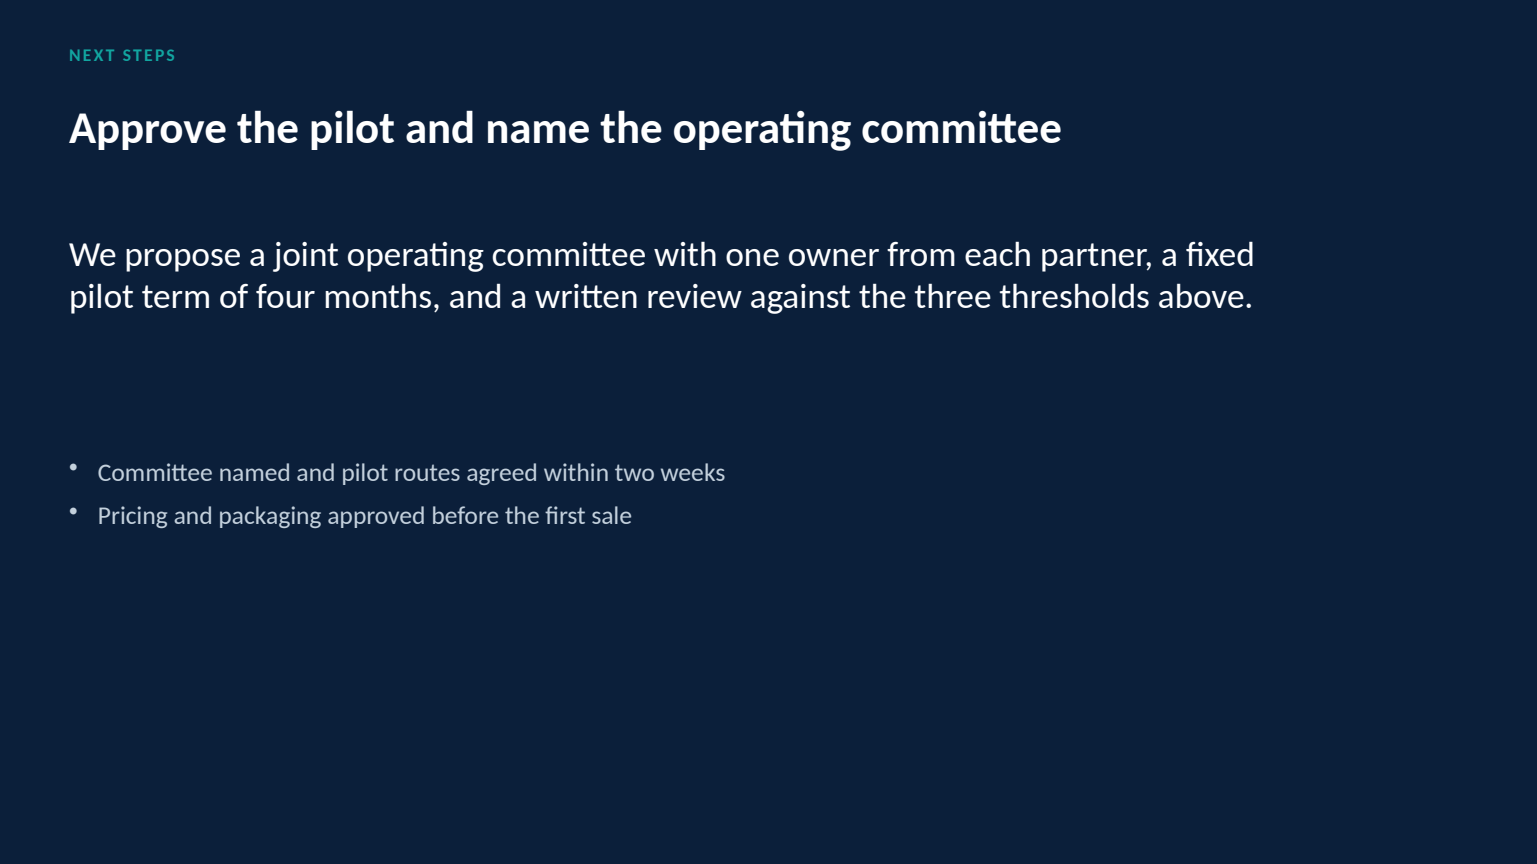 NEXT STEPS
Approve the pilot and name the operating committee
We propose a joint operating committee with one owner from each partner, a fixed
pilot term of four months, and a written review against the three thresholds above.
• Committee named and pilot routes agreed within two weeks
• Pricing and packaging approved before the first sale